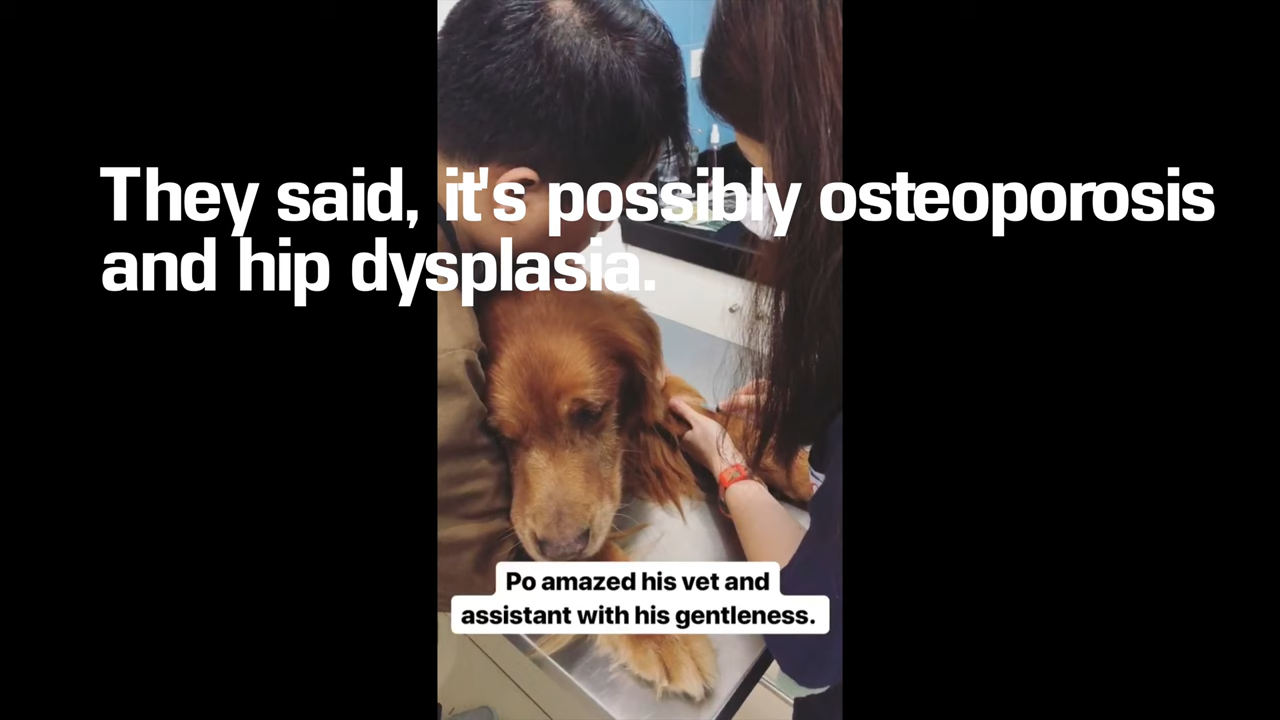 They said, it's possibly osteoporosis
and hip dysplasia.
Po amazed his vet and
assistant with his gentleness.